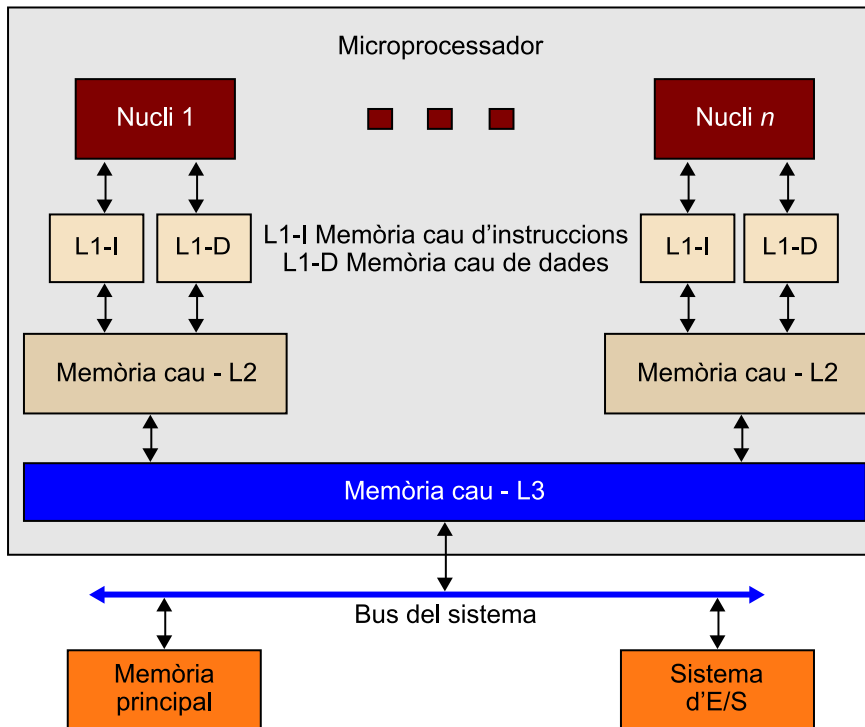 Microprocessador
Nucli 1
Nucli n
L1-I
L1-D
L1-I Memòria cau d'instruccions
L1-D Memòria cau de dades
L1-I
L1-D
Memòria cau - L2
Memòria cau - L2
Memòria cau - L3
Bus del sistema
Memòria
principal
Sistema
d'E/S